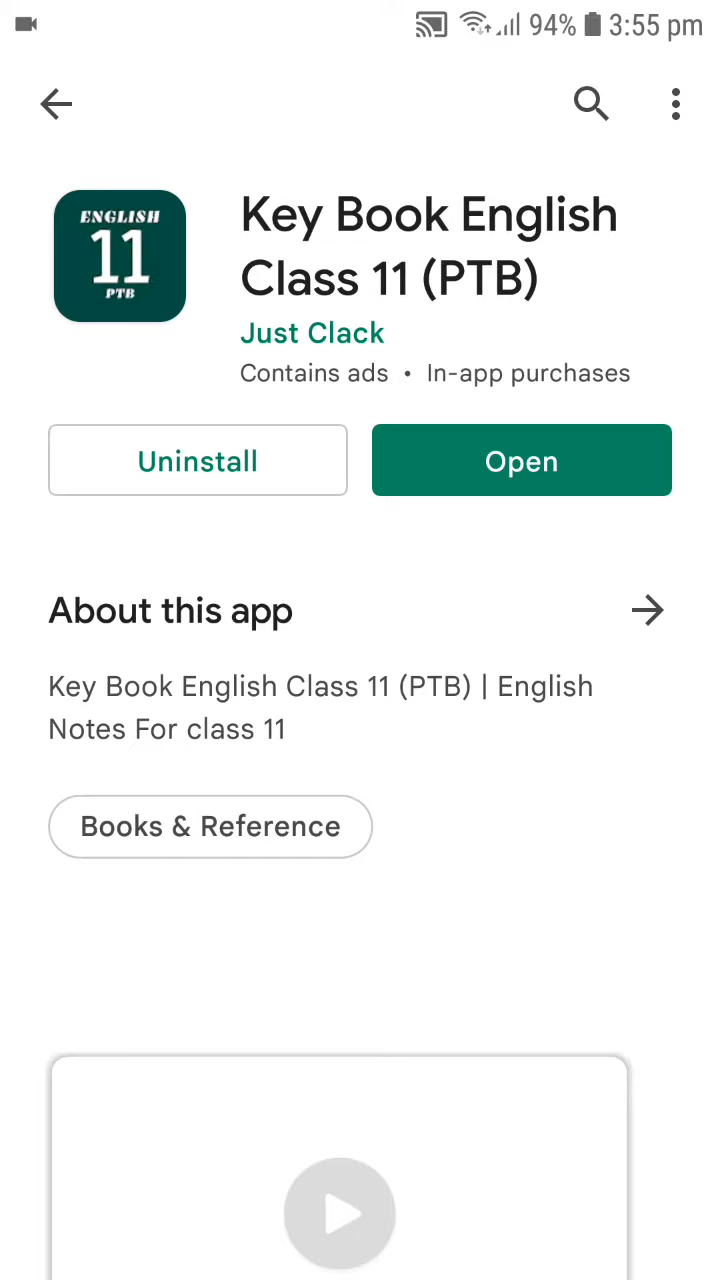 94% 3:55 pm
ENGLISH
11
PTB
Key Book English
Class 11 (PTB)
Just Clack
Contains ads • In-app purchases
Uninstall
Open
About this app
Key Book English Class 11 (PTB) | English
Notes For class 11
Books & Reference